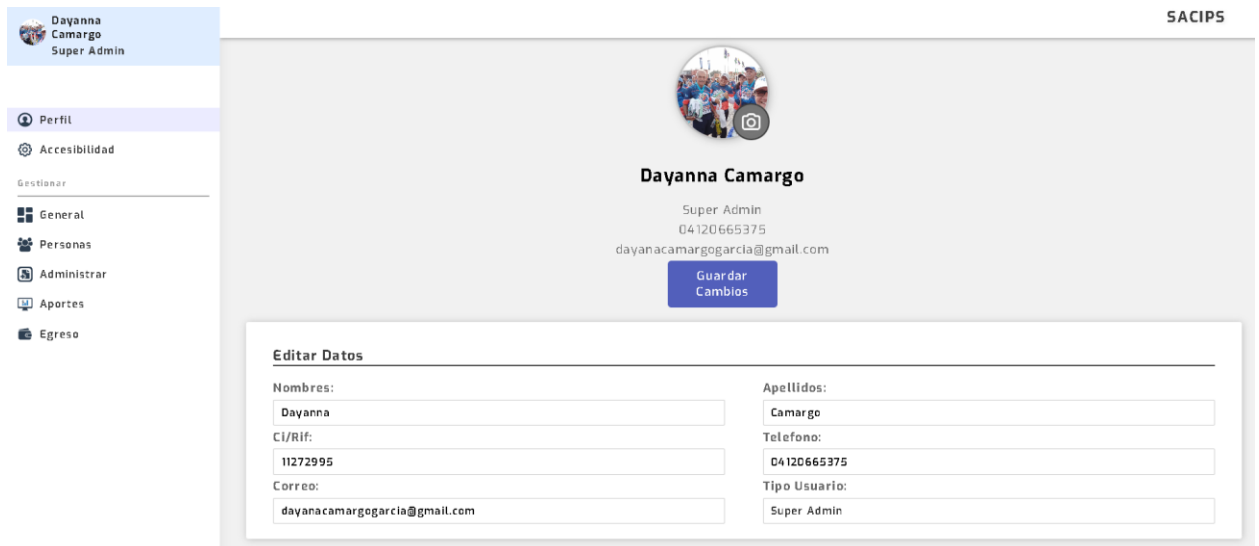 Dayanna
Camargo
Super Admin
SACIPS
Perfil
Accesibilidad
Gestionar
General
Personas
Administrar
Aportes
Egreso
Dayanna Camargo
Super Admin
04120665375
dayanacamargogarcia@gmail.com
Guardar
Cambios
Editar Datos
Nombres:
Dayanna
Apellidos:
Camargo
Ci/Rif:
11272995
Telefono:
04120665375
Correo:
dayanacamargogarcia@gmail.com
Tipo Usuario:
Super Admin